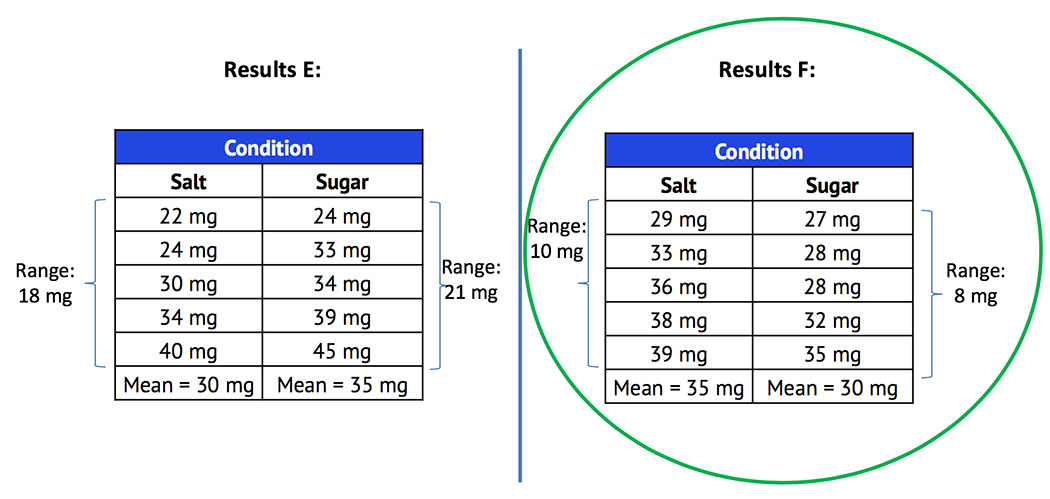 Results E:
Condition
Salt Sugar
22 mg 24 mg
24 mg 33 mg
30 mg 34 mg
34 mg 39 mg
40 mg 45 mg
Mean = 30 mg Mean = 35 mg
Range:
18 mg
Range:
21 mg
Results F:
Condition
Salt Sugar
29 mg 27 mg
33 mg 28 mg
36 mg 28 mg
38 mg 32 mg
39 mg 35 mg
Mean = 35 mg Mean = 30 mg
Range:
10 mg
Range:
8 mg